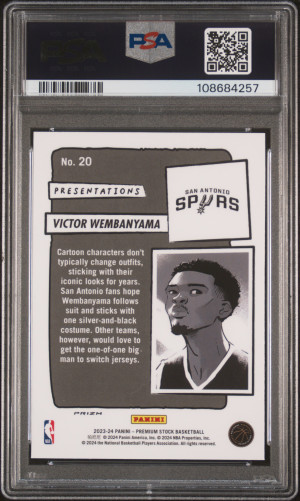 PSA
108684257
No. 20
PRESENTATIONS
VICTOR WEMBANYAMA
SAN ANTONIO
SPURS
Cartoon characters don't
typically change outfits,
sticking with their
iconic looks for years.
San Antonio fans hope
Wembanyama follows
suit and sticks with
one silver-and-black
costume. Other teams,
however, would love to
get the one-of-one big-
man to switch jerseys.
PRIZM
PANINI
2023-24 PANINI - PREMIUM STOCK BASKETBALL
© 2024 Panini America, Inc. © 2024 NBA Properties, Inc.
© 2024 the National Basketball Players Association. All rights reserved.